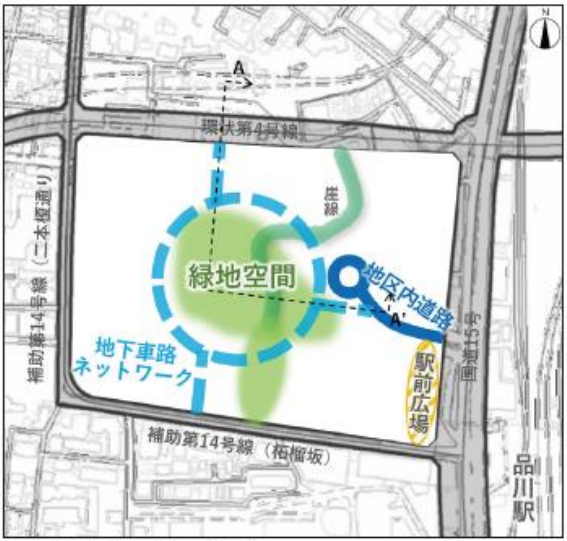 N
A
環状第4号線
崖線
補助第14号線（二本榎通り）
緑地空間
地区内道路
A'
国道15号
地下車路
ネットワーク
駅前広場
補助第14号線（柘榴坂）
品川駅